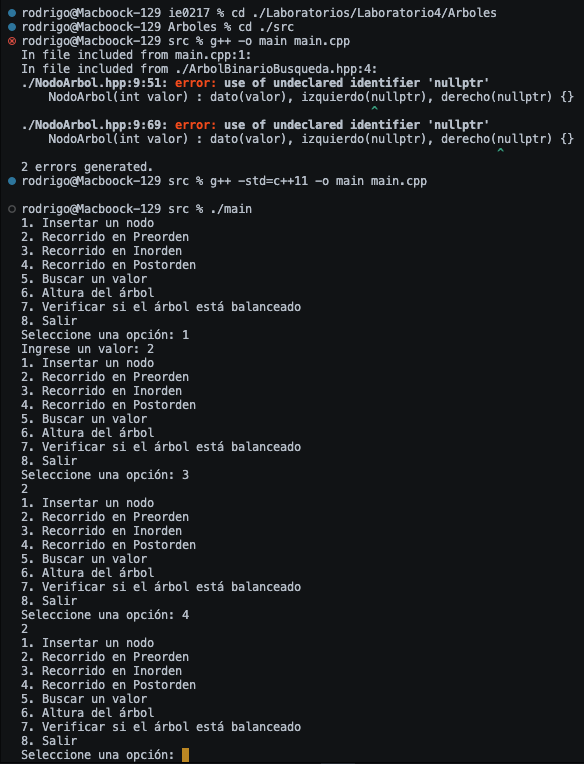 rodrigo@Macboock-129 ie0217 % cd ./Laboratorios/Laboratorio4/Arboles
rodrigo@Macboock-129 Arboles % cd ./src
rodrigo@Macboock-129 src % g++ -o main main.cpp
In file included from main.cpp:1:
In file included from ./ArbolBinarioBusqueda.hpp:4:
./NodoArbol.hpp:9:51: error: use of undeclared identifier 'nullptr'
    NodoArbol(int valor) : dato(valor), izquierdo(nullptr), derecho(nullptr) {}
                                                  ^
./NodoArbol.hpp:9:69: error: use of undeclared identifier 'nullptr'
    NodoArbol(int valor) : dato(valor), izquierdo(nullptr), derecho(nullptr) {}
                                                                    ^
2 errors generated.
rodrigo@Macboock-129 src % g++ -std=c++11 -o main main.cpp
rodrigo@Macboock-129 src % ./main
1. Insertar un nodo
2. Recorrido en Preorden
3. Recorrido en Inorden
4. Recorrido en Postorden
5. Buscar un valor
6. Altura del árbol
7. Verificar si el árbol está balanceado
8. Salir
Seleccione una opción: 1
Ingrese un valor: 2
1. Insertar un nodo
2. Recorrido en Preorden
3. Recorrido en Inorden
4. Recorrido en Postorden
5. Buscar un valor
6. Altura del árbol
7. Verificar si el árbol está balanceado
8. Salir
Seleccione una opción: 3
2
1. Insertar un nodo
2. Recorrido en Preorden
3. Recorrido en Inorden
4. Recorrido en Postorden
5. Buscar un valor
6. Altura del árbol
7. Verificar si el árbol está balanceado
8. Salir
Seleccione una opción: 4
2
1. Insertar un nodo
2. Recorrido en Preorden
3. Recorrido en Inorden
4. Recorrido en Postorden
5. Buscar un valor
6. Altura del árbol
7. Verificar si el árbol está balanceado
8. Salir
Seleccione una opción: